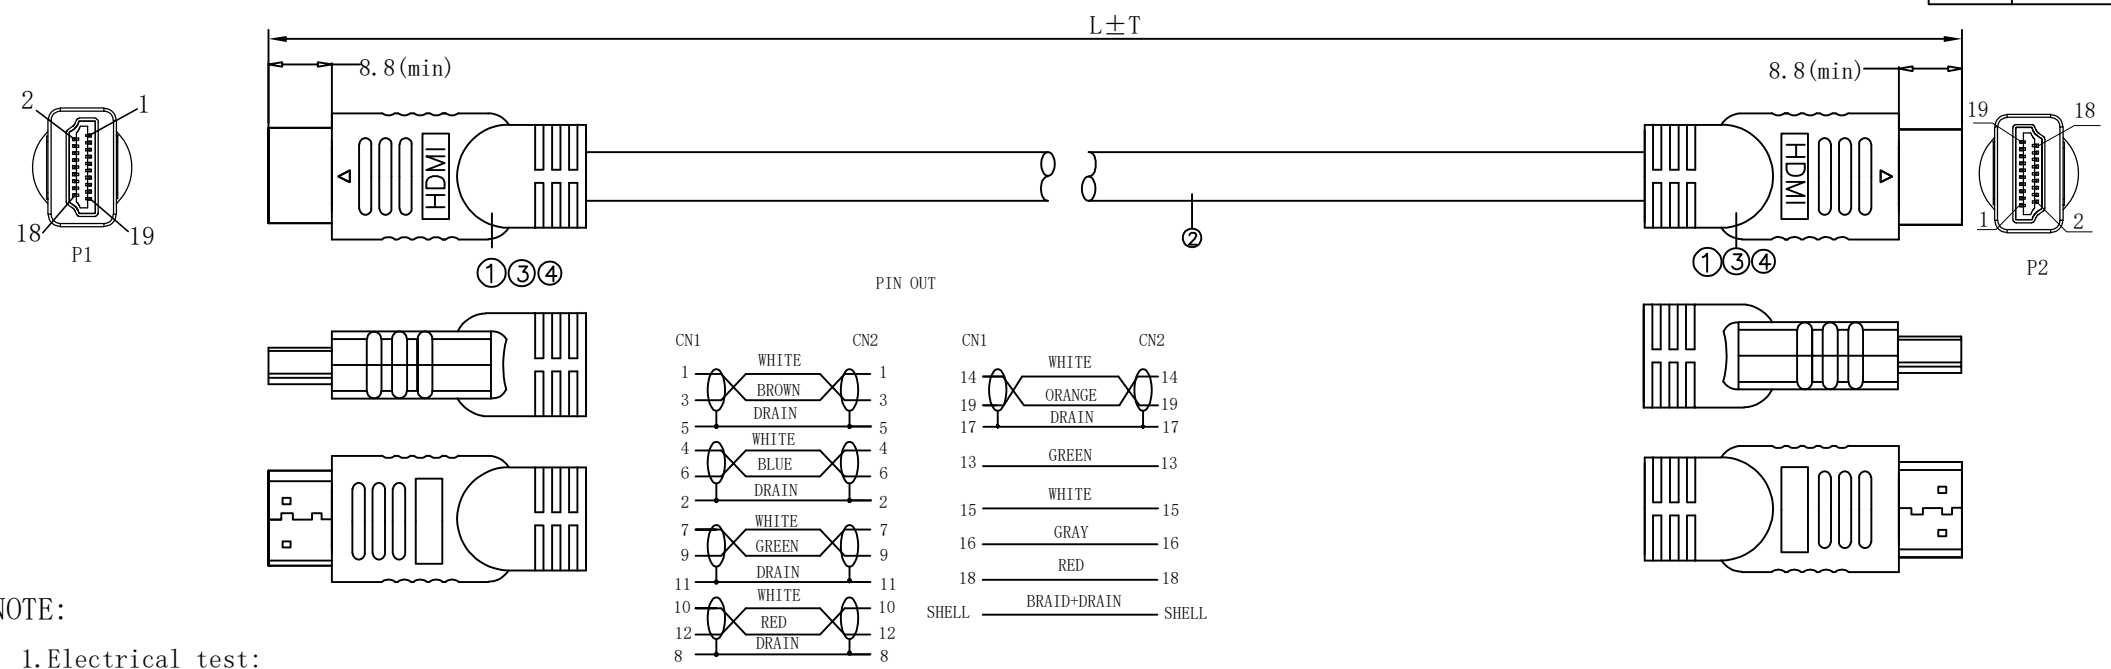 L±T
8.8(min)
8.8(min)
2 1
18 19
P1
HDMI
HDMI
19 18
1 2
P2
①③④
②
①③④
PIN OUT
CN1 CN2
WHITE
1 1
BROWN
3 3
DRAIN
5 5
WHITE
4 4
BLUE
6 6
DRAIN
2 2
WHITE
7 7
GREEN
9 9
DRAIN
11 11
WHITE
10 10
RED
12 12
DRAIN
8 8
CN1 CN2
WHITE
14 14
ORANGE
19 19
DRAIN
17 17
GREEN
13 13
WHITE
15 15
GRAY
16 16
RED
18 18
BRAID+DRAIN
SHELL SHELL
NOTE:
1.Electrical test: